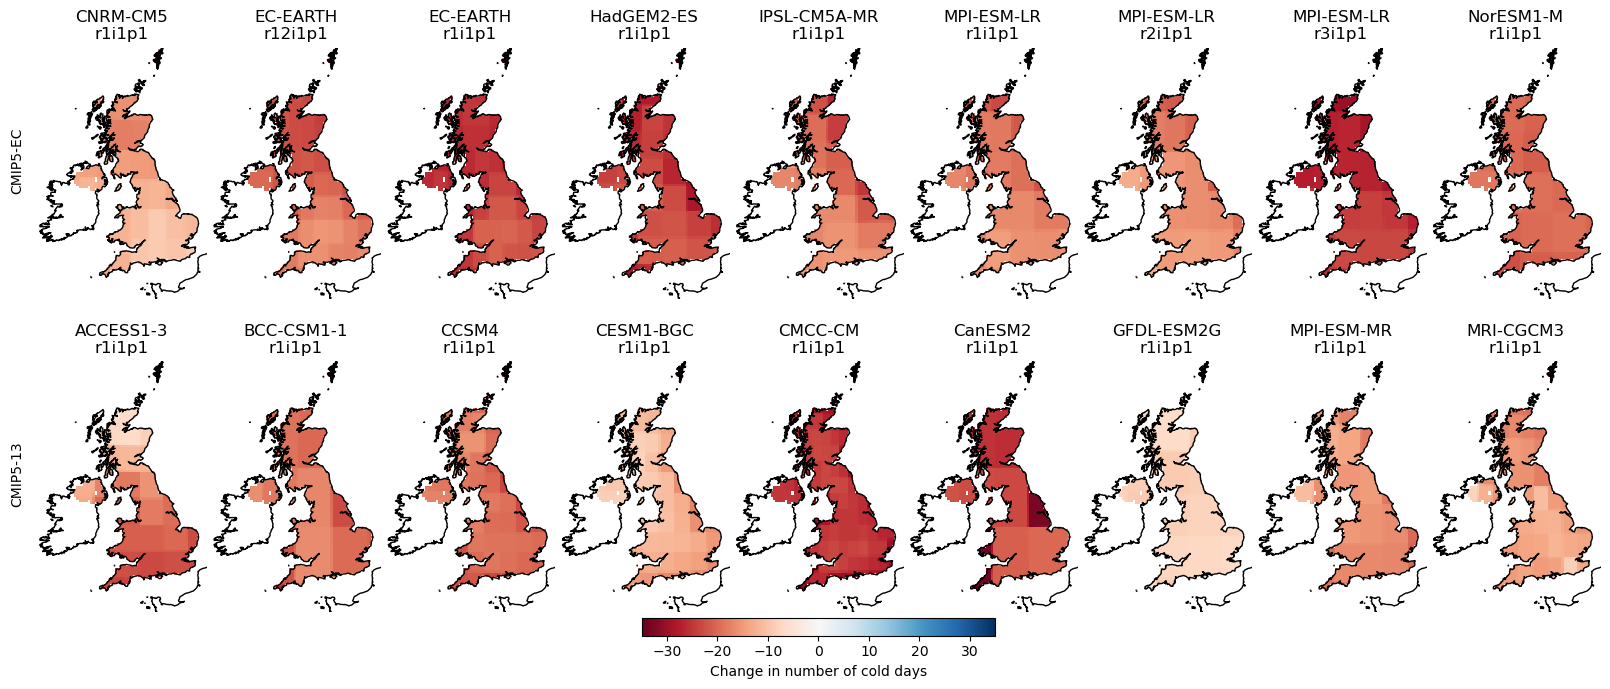 CNRM-CM5 EC-EARTH EC-EARTH HadGEM2-ES IPSL-CM5A-MR MPI-ESM-LR MPI-ESM-LR MPI-ESM-LR NorESM1-M
r1i1p1 r12i1p1 r1i1p1 r1i1p1 r1i1p1 r1i1p1 r2i1p1 r3i1p1 r1i1p1
CMIP5-EC
ACCESS1-3 BCC-CSM1-1 CCSM4 CESM1-BGC CMCC-CM CanESM2 GFDL-ESM2G MPI-ESM-MR MRI-CGCM3
r1i1p1 r1i1p1 r1i1p1 r1i1p1 r1i1p1 r1i1p1 r1i1p1 r1i1p1 r1i1p1
CMIP5-13
−30 −20 −10 0 10 20 30
Change in number of cold days